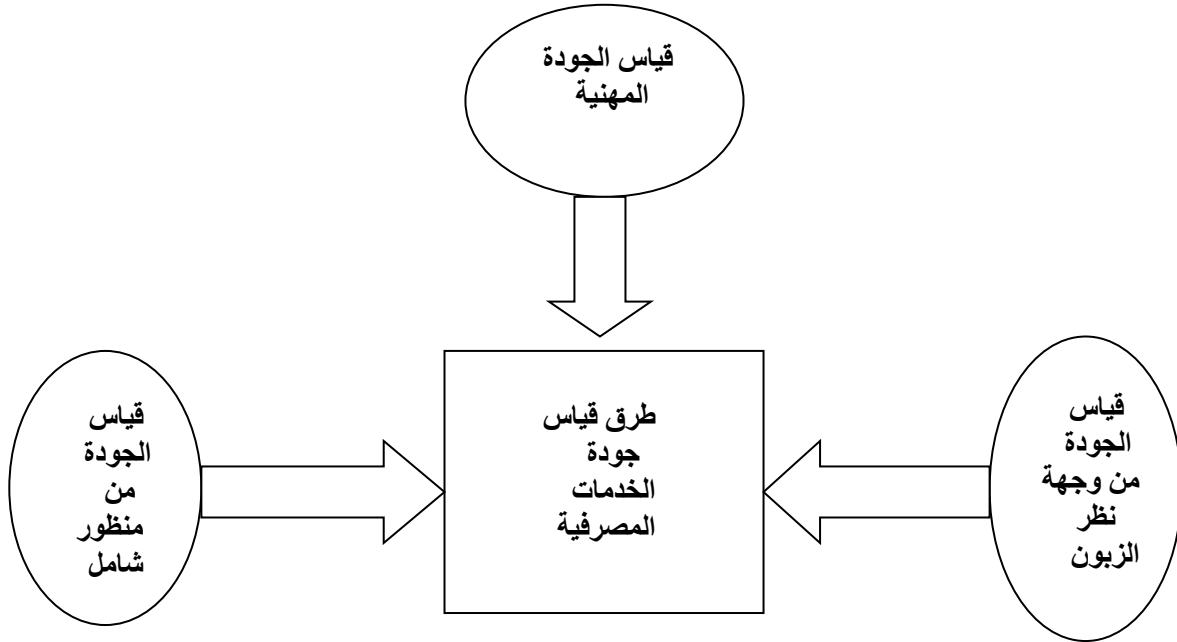 قياس الجودة
المهنية
قياس
الجودة
من وجهة
نظر
الزبون
طرق قياس
جودة
الخدمات
المصرفية
قياس
الجودة
من
منظور
شامل